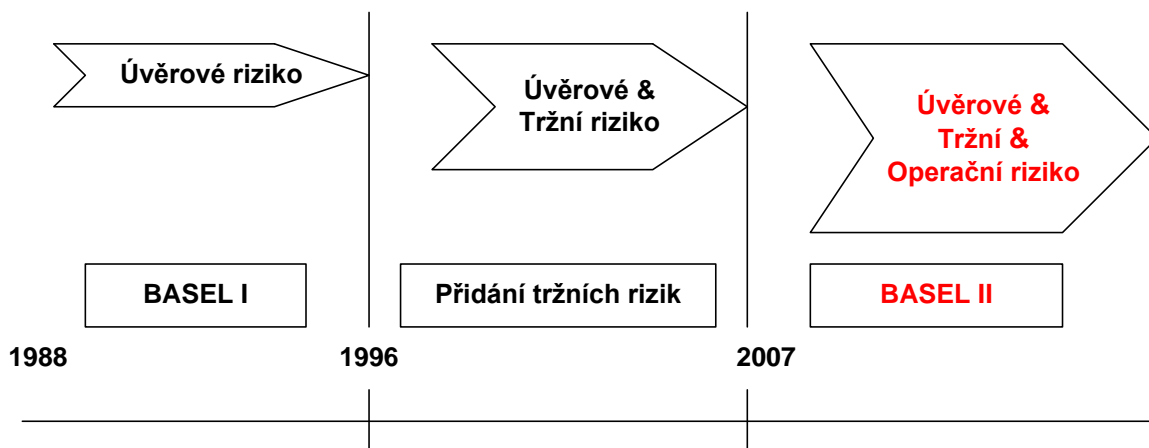 Úvěrové riziko
Úvěrové &
Tržní riziko
Úvěrové &
Tržní &
Operační riziko
BASEL I
Přidání tržních rizik
BASEL II
1988
1996
2007